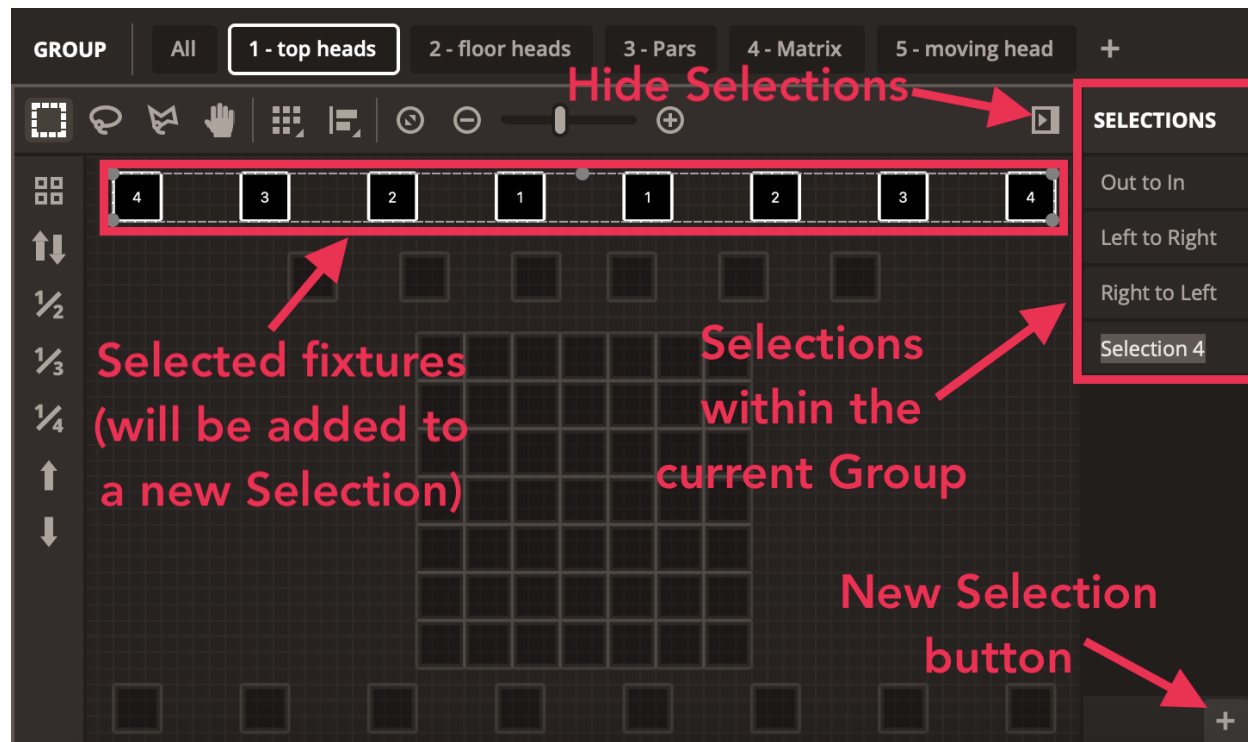 GROUP All 1 - top heads 2 - floor heads 3 - Pars 4 - Matrix 5 - moving head +
Hide Selections
SELECTIONS
4 3 2 1 1 2 3 4
Out to In
Left to Right
Right to Left
Selection 4
1/2
1/3
1/4
Selected fixtures
(will be added to
a new Selection)
Selections
within the
current Group
New Selection
button
+